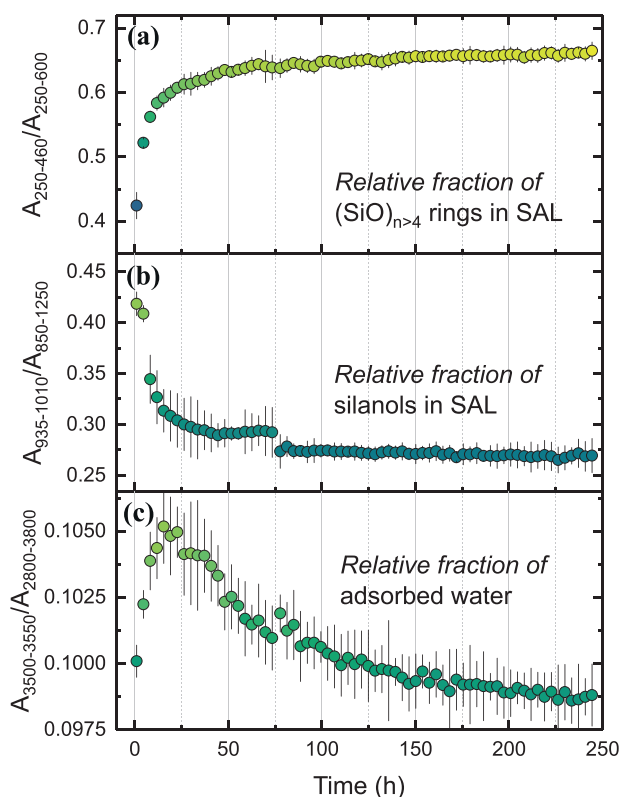 (a)
0.7
0.6
0.5
0.4
A250-460/A250-600
Relative fraction of
(SiO)n>4 rings in SAL
(b)
0.45
0.40
0.35
0.30
0.25
A935-1010/A850-1250
Relative fraction of
silanols in SAL
(c)
0.1050
0.1025
0.1000
0.0975
A3500-3550/A2800-3800
Relative fraction of
adsorbed water
0 50 100 150 200 250
Time (h)